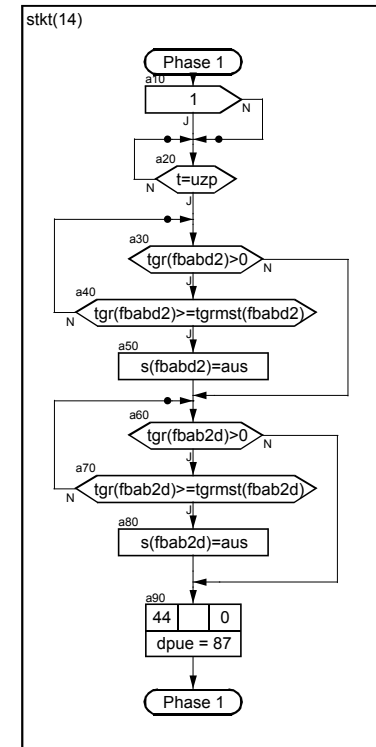 stkt(14)
Phase 1
a10
1
N
J
a20
t=uzp
N
J
a30
tgr(fbabd2)>0
N
J
a40
tgr(fbabd2)>=tgrmst(fbabd2)
N
J
a50
s(fbabd2)=aus
a60
tgr(fbab2d)>0
N
J
a70
tgr(fbab2d)>=tgrmst(fbab2d)
N
J
a80
s(fbab2d)=aus
a90
44 0
dpue = 87
Phase 1